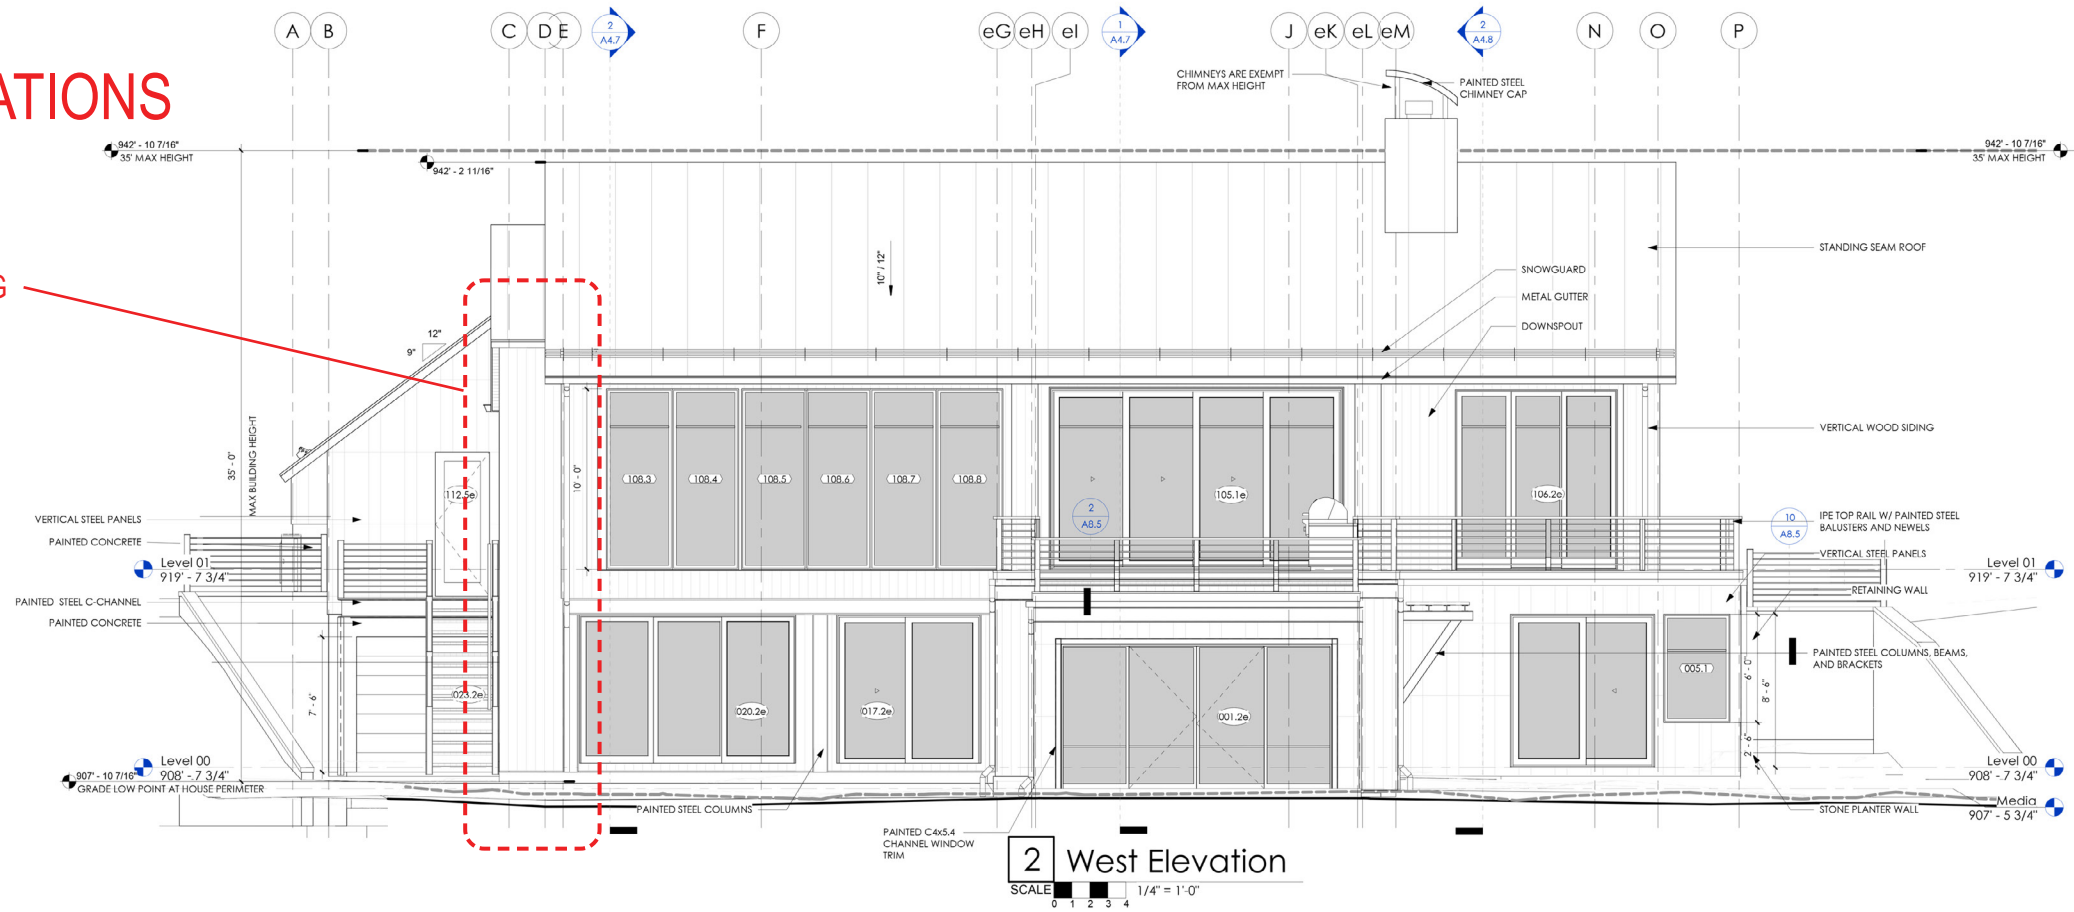 A B C D E 2 A4.7 F eG eH eI 1 A4.7 J eK eL eM 2 A4.8 N O P
ATIONS
CHIMNEYS ARE EXEMPT
FROM MAX HEIGHT
PAINTED STEEL
CHIMNEY CAP
942' - 10 7/16"
35' MAX HEIGHT
942' - 2 11/16"
942' - 10 7/16"
35' MAX HEIGHT
STANDING SEAM ROOF
10" / 12"
SNOWGUARD
METAL GUTTER
DOWNSPOUT
G
12"
9"
35' - 0"
MAX BUILDING HEIGHT
10' - 0"
VERTICAL WOOD SIDING
108.3 108.4 108.5 108.6 108.7 108.8
112.5e
105.1e
106.2e
2
A8.5
10
A8.5
IPE TOP RAIL W/ PAINTED STEEL
BALUSTERS AND NEWELS
VERTICAL STEEL PANELS
VERTICAL STEEL PANELS
PAINTED CONCRETE
Level 01
919' - 7 3/4"
Level 01
919' - 7 3/4"
RETAINING WALL
PAINTED STEEL C-CHANNEL
PAINTED CONCRETE
PAINTED STEEL COLUMNS, BEAMS,
AND BRACKETS
005.1
023.2e
020.2e
017.2e
001.2e
7' - 6"
6' - 0"
8' - 6"
2' - 6"
Level 00
908' - 7 3/4"
Level 00
908' - 7 3/4"
907' - 10 7/16"
GRADE LOW POINT AT HOUSE PERIMETER
PAINTED STEEL COLUMNS
STONE PLANTER WALL
Media
907' - 5 3/4"
PAINTED C4x5.4
CHANNEL WINDOW
TRIM
2 West Elevation
SCALE 1/4" = 1'-0"
0 1 2 3 4